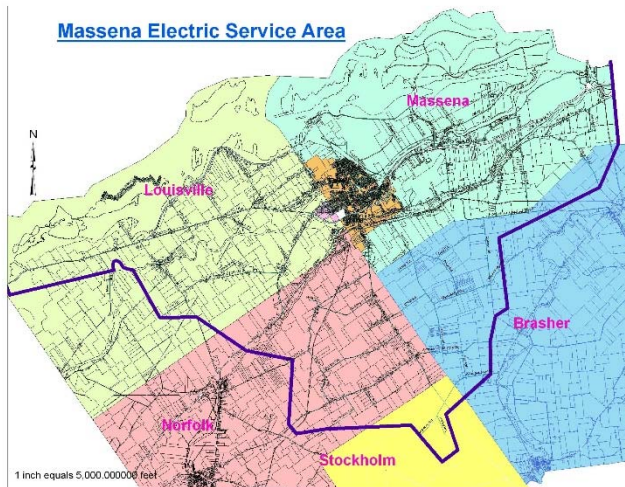 Massena Electric Service Area
Massena
N
Louisville
Brasher
Norfolk
Stockholm
1 inch equals 5,000.000000 feet